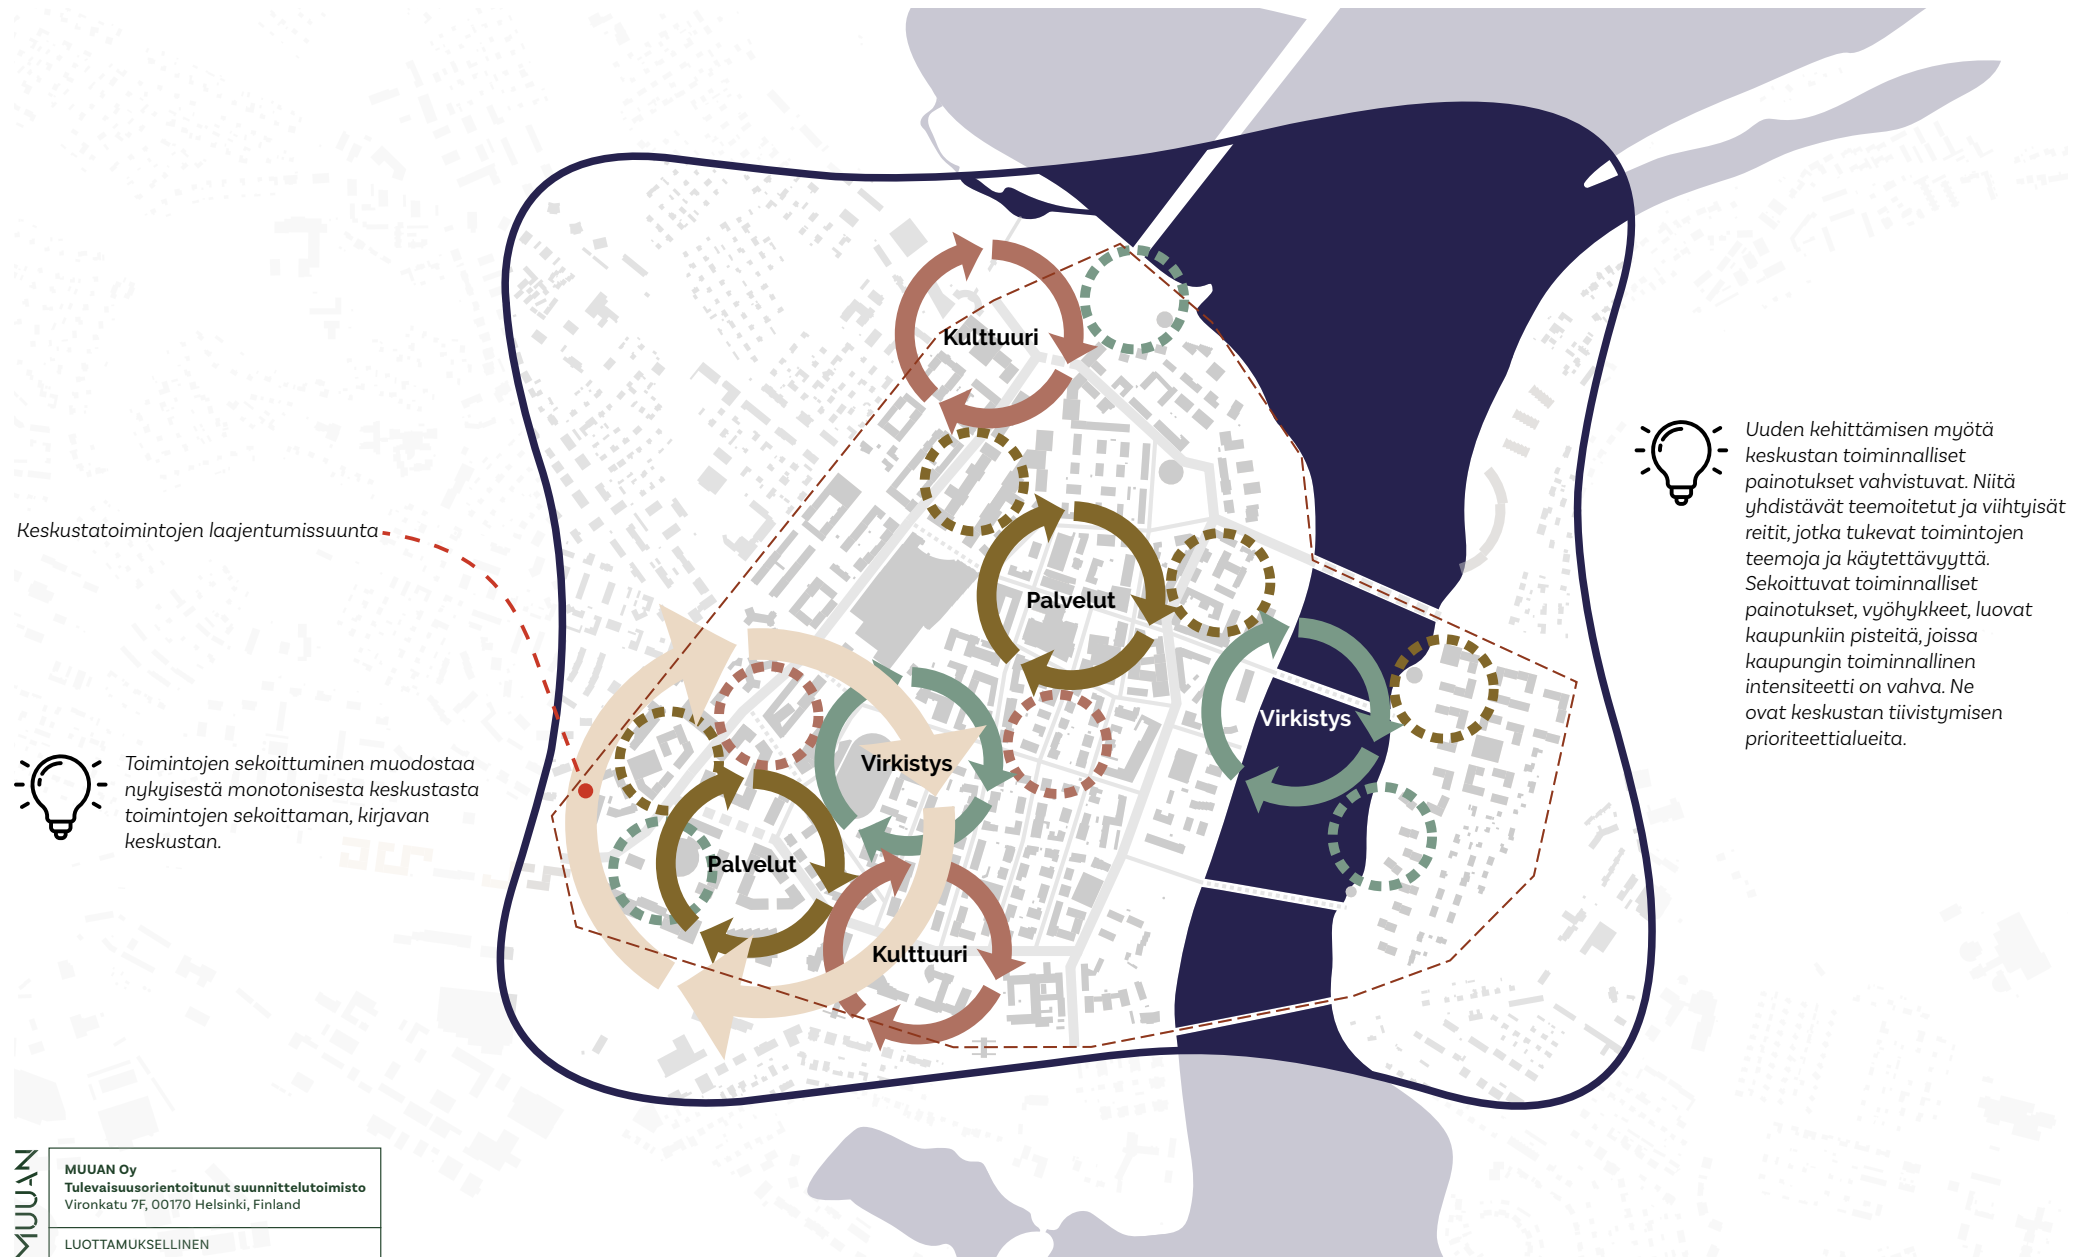 Kulttuuri
Keskustatoimintojen laajentumissuunta
Palvelut
Virkistys
Virkistys
Palvelut
Kulttuuri
Toimintojen sekoittuminen muodostaa
nykyisestä monotonisesta keskustasta
toimintojen sekoittaman, kirjavan
keskustan.
Uuden kehittämisen myötä
keskustan toiminnalliset
painotukset vahvistuvat. Niitä
yhdistävät teemoitetut ja viihtyisät
reitit, jotka tukevat toimintojen
teemoja ja käytettävyyttä.
Sekoittuvat toiminnalliset
painotukset, vyöhykkeet, luovat
kaupunkiin pisteitä, joissa
kaupungin toiminnallinen
intensiteetti on vahva. Ne
ovat keskustan tiivistymisen
prioriteettialueita.
MUUAN
MUUAN Oy
Tulevaisuusorientoitunut suunnittelutoimisto
Vironkatu 7F, 00170 Helsinki, Finland
LUOTTAMUKSELLINEN